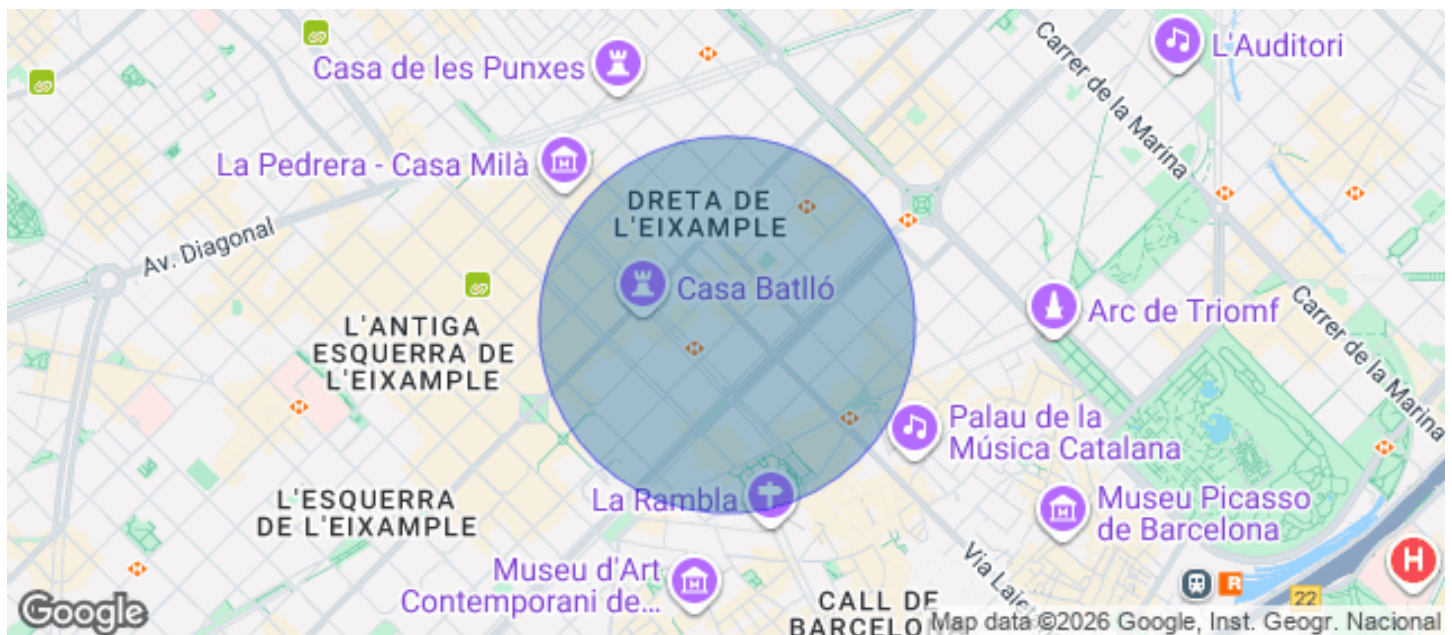 Casa de les Punxes
L'Auditori
Carrer de la Marina
La Pedrera - Casa Milà
DRETA DE
L'EIXAMPLE
Av. Diagonal
Casa Batlló
Arc de Triomf
Carrer de la Marina
L'ANTIGA
ESQUERRA DE
L'EIXAMPLE
Palau de la
Música Catalana
L'ESQUERRA
DE L'EIXAMPLE
La Rambla
Museu Picasso
de Barcelona
Museu d'Art
Contemporani de...
Via Laie
H
R
22
CALL DE
BARCELO
Google
Map data ©2026 Google, Inst. Geogr. Nacional